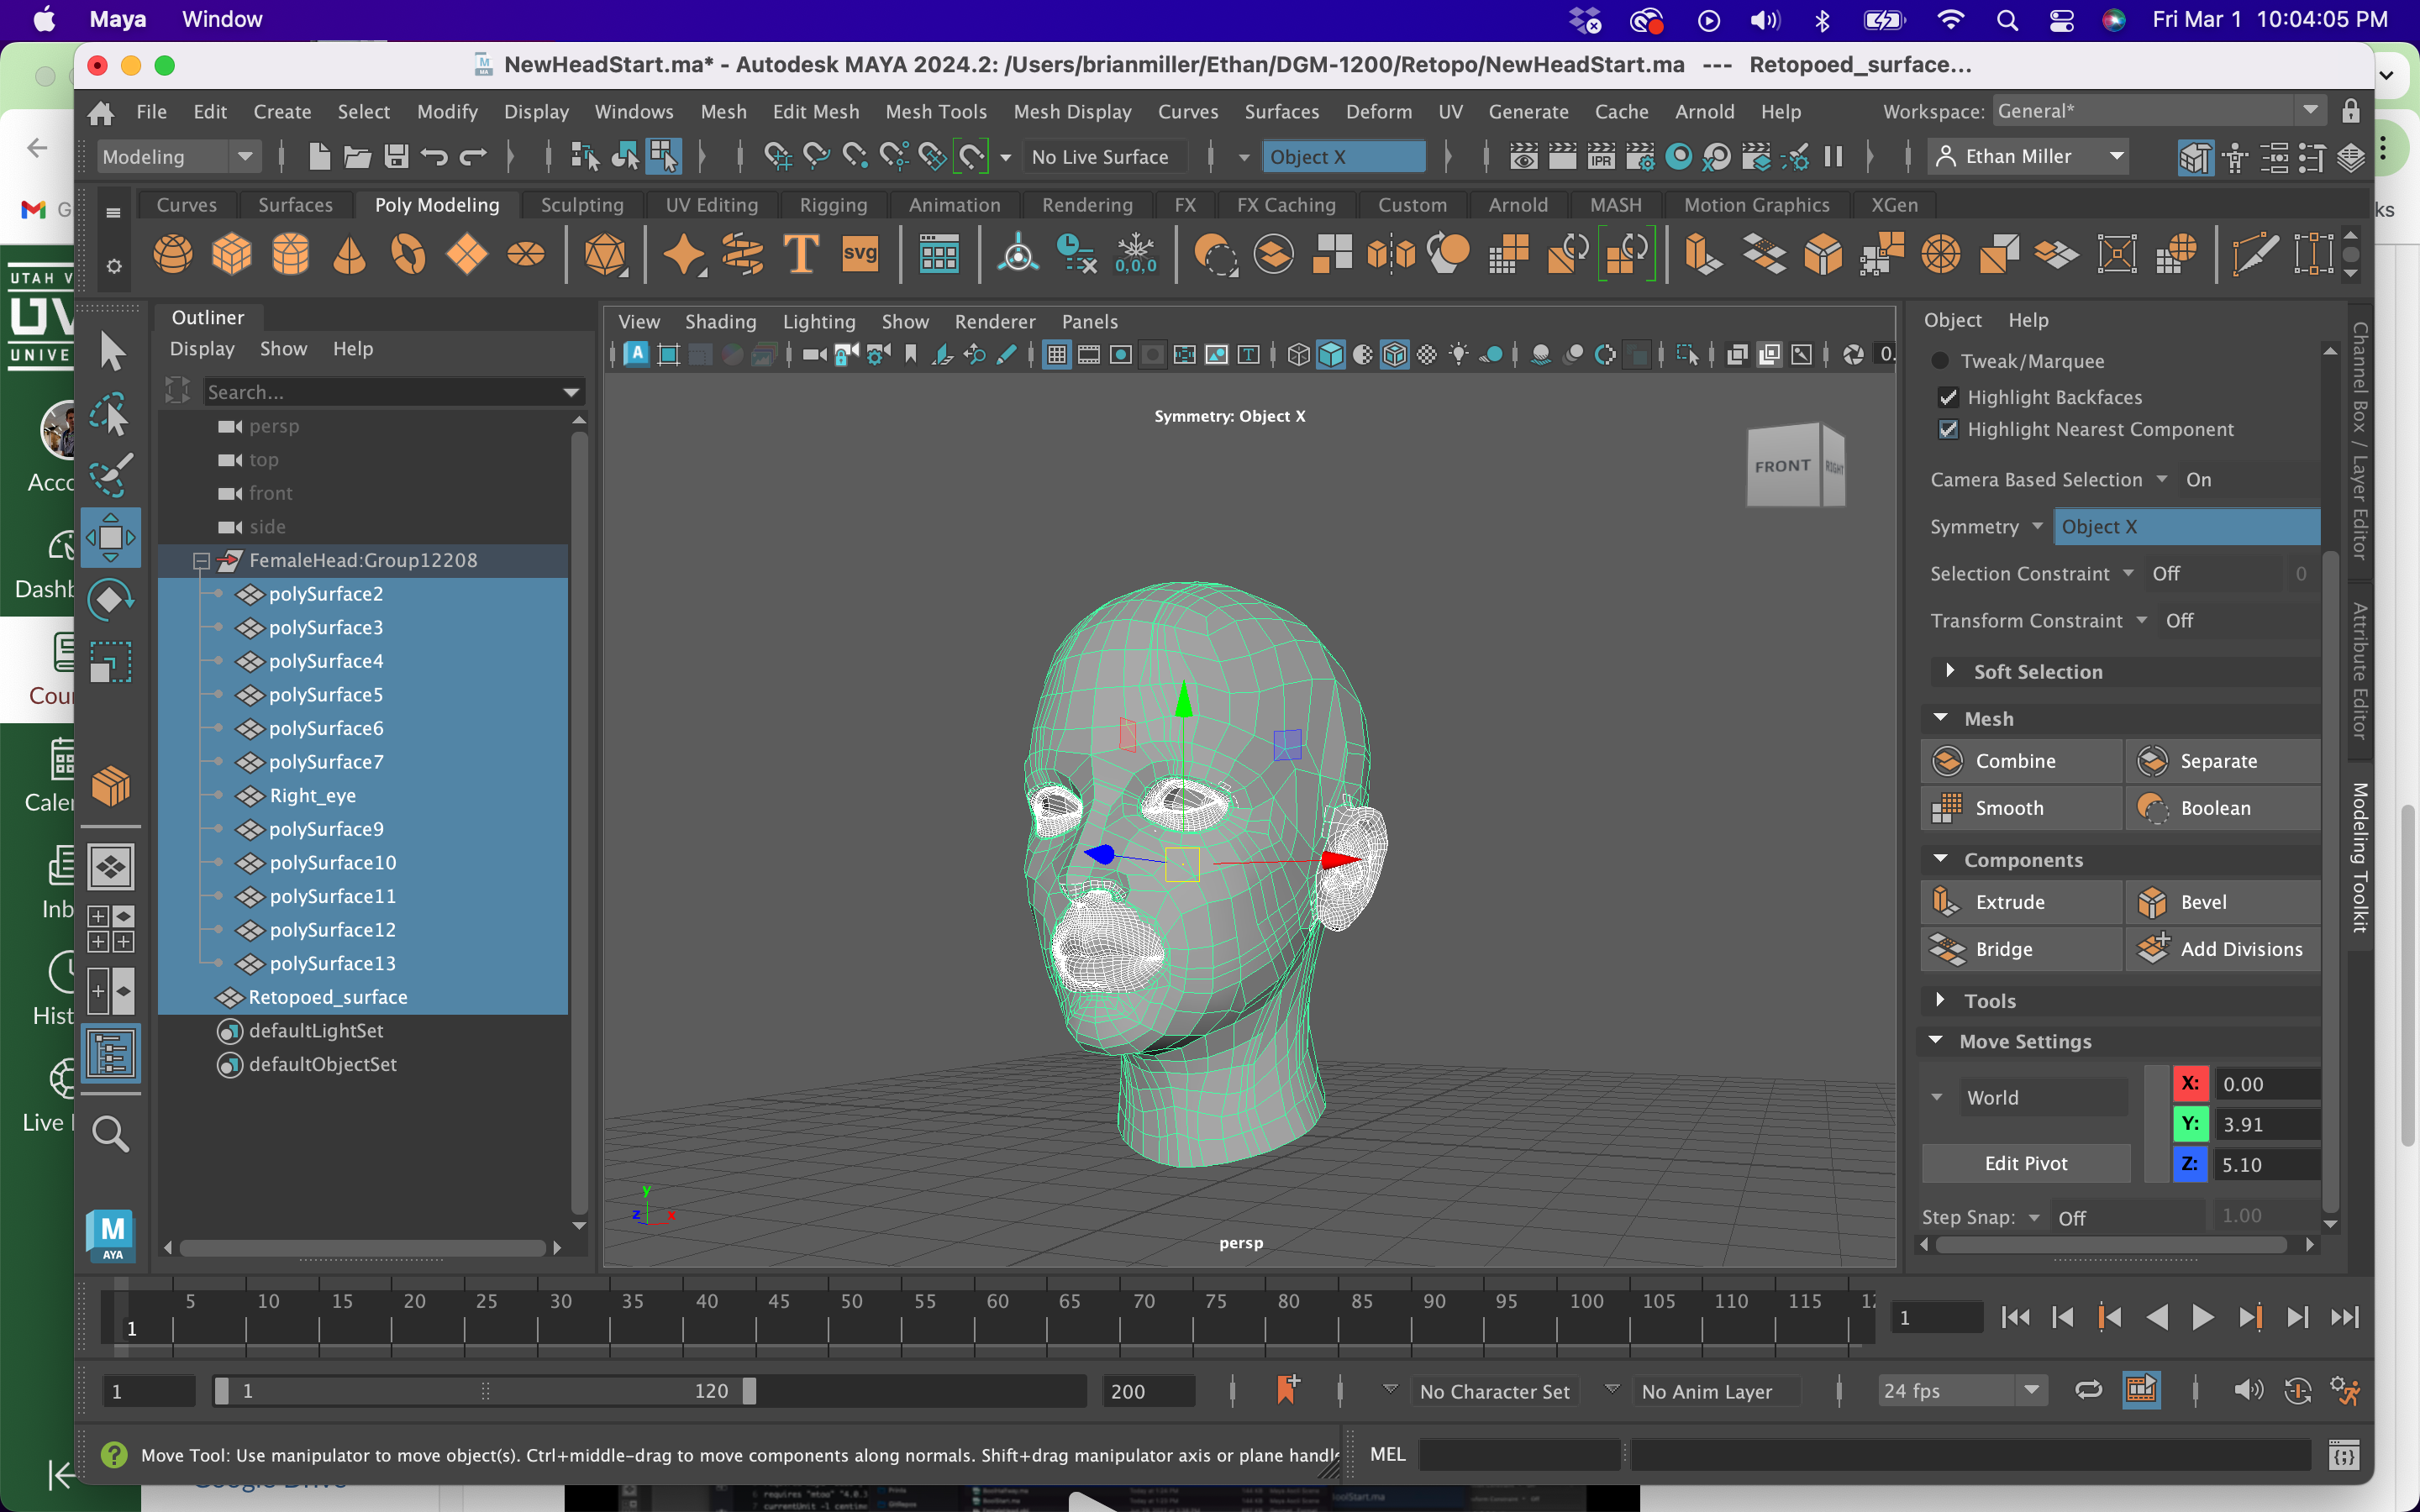 Maya Window Fri Mar 1 10:04:05 PM
NewHeadStart.ma* - Autodesk MAYA 2024.2: /Users/brianmiller/Ethan/DGM-1200/Retopo/NewHeadStart.ma --- Retopoed_surface...
File Edit Create Select Modify Display Windows Mesh Edit Mesh Mesh Tools Mesh Display Curves Surfaces Deform UV Generate Cache Arnold Help Workspace: General*
Modeling No Live Surface Object X IPR Ethan Miller
Curves Surfaces Poly Modeling Sculpting UV Editing Rigging Animation Rendering FX FX Caching Custom Arnold MASH Motion Graphics XGen
T svg 0,0,0
G
ks
UTAH V
UV
UNIVE
Acco
Dashb
Cour
Caler
Inb
Hist
Live
Outliner
Display Show Help
Search...
persp
top
front
side
FemaleHead:Group12208
polySurface2
polySurface3
polySurface4
polySurface5
polySurface6
polySurface7
Right_eye
polySurface9
polySurface10
polySurface11
polySurface12
polySurface13
Retopoed_surface
defaultLightSet
defaultObjectSet
M
AYA
View Shading Lighting Show Renderer Panels
A T 0.
Symmetry: Object X
FRONT RIGHT
y
z x
persp
Object Help
Tweak/Marquee
Highlight Backfaces
Highlight Nearest Component
Camera Based Selection On
Symmetry Object X
Selection Constraint Off 0
Transform Constraint Off
Soft Selection
Mesh
Combine Separate
Smooth Boolean
Components
Extrude Bevel
Bridge Add Divisions
Tools
Move Settings
World X: 0.00
Y: 3.91
Edit Pivot Z: 5.10
Step Snap: Off 1.00
Channel Box / Layer Editor
Attribute Editor
Modeling Toolkit
5 10 15 20 25 30 35 40 45 50 55 60 65 70 75 80 85 90 95 100 105 110 115 12
1 1
1 1 120 200 No Character Set No Anim Layer 24 fps
Move Tool: Use manipulator to move object(s). Ctrl+middle-drag to move components along normals. Shift+drag manipulator axis or plane handle MEL
Google Drive